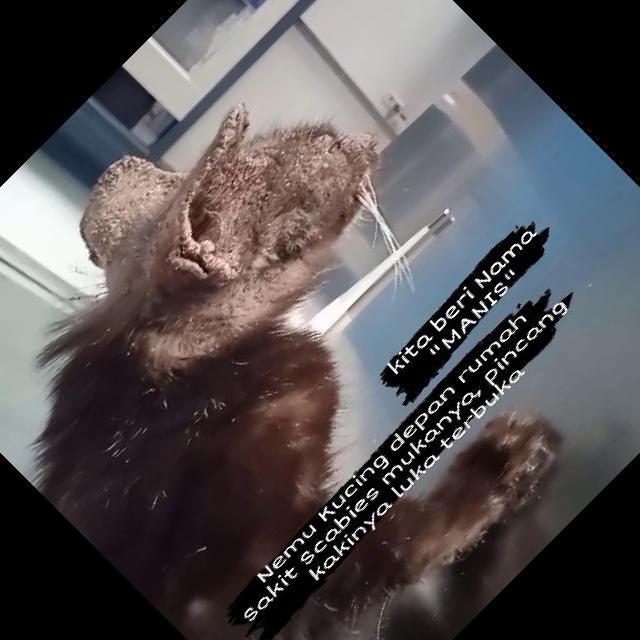 kita beri Nama
"MANIS"
Nemu kucing depan rumah
Sakit scabies mukanya, pincang
kakinya luka terbuka